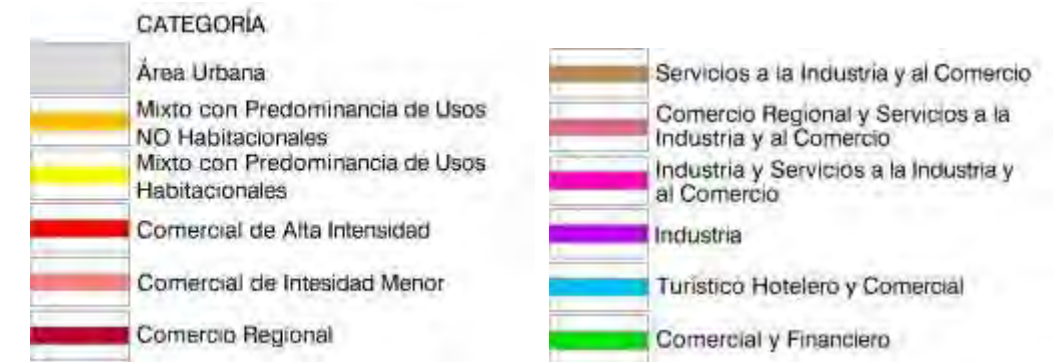 CATEGORÍA
Área Urbana
Mixto con Predominancia de Usos
NO Habitacionales
Mixto con Predominancia de Usos
Habitacionales
Comercial de Alta Intensidad
Comercial de Intesidad Menor
Comercio Regional
Servicios a la Industria y al Comercio
Comercio Regional y Servicios a la
Industria y al Comercio
Industria y Servicios a la Industria y
al Comercio
Industria
Turístico Hotelero y Comercial
Comercial y Financiero